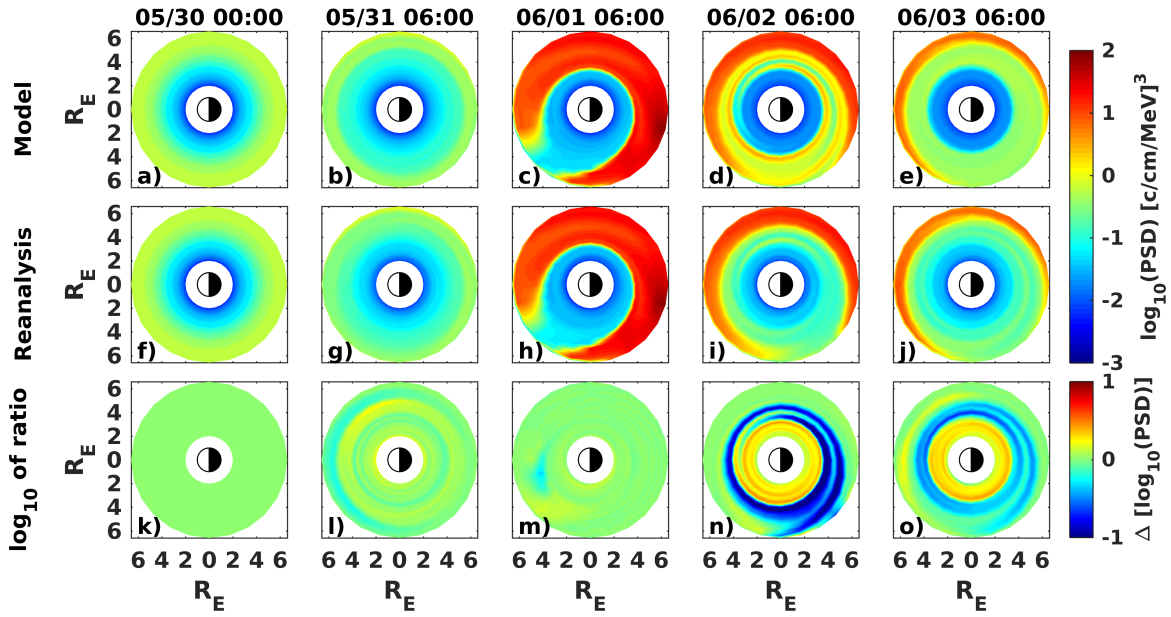 05/30 00:00 05/31 06:00 06/01 06:00 06/02 06:00 06/03 06:00
Model
R_E
6
4
2
0
2
4
6
a) b) c) d) e)
Reanalysis
R_E
6
4
2
0
2
4
6
f) g) h) i) j)
2
1
0
-1
-2
-3
log10(PSD) [c/cm/MeV]³
log10 of ratio
R_E
6
4
2
0
2
4
6
k) l) m) n) o)
1
0
-1
Δ [log10(PSD)]
6 4 2 0 2 4 6 6 4 2 0 2 4 6 6 4 2 0 2 4 6 6 4 2 0 2 4 6 6 4 2 0 2 4 6
R_E R_E R_E R_E R_E